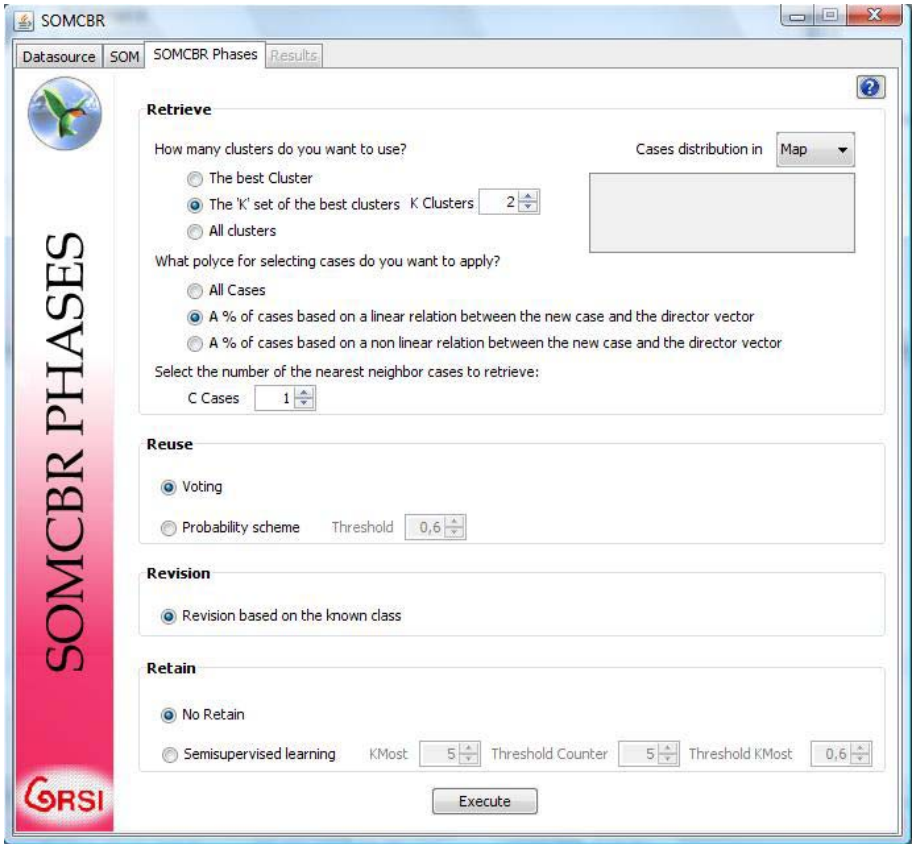 SOMCBR
Datasource SOM SOMCBR Phases Results
SOMCBR PHASES
Retrieve
How many clusters do you want to use?
Cases distribution in Map
The best Cluster
The 'K' set of the best clusters K Clusters 2
All clusters
What polyce for selecting cases do you want to apply?
All Cases
A % of cases based on a linear relation between the new case and the director vector
A % of cases based on a non linear relation between the new case and the director vector
Select the number of the nearest neighbor cases to retrieve:
C Cases 1
Reuse
Voting
Probability scheme Threshold 0,6
Revision
Revision based on the known class
Retain
No Retain
Semisupervised learning KMost 5 Threshold Counter 5 Threshold KMost 0,6
GRSI
Execute